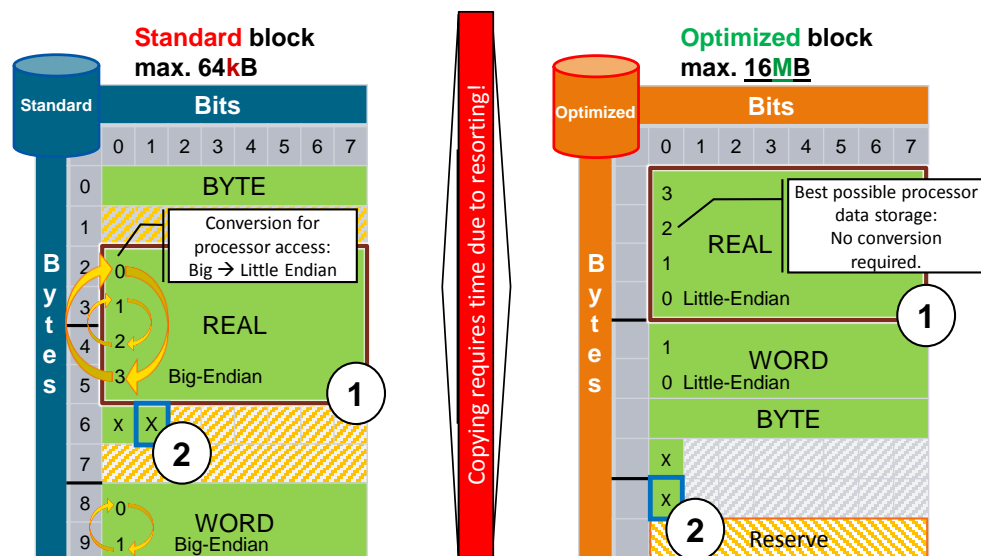 Standard block
max. 64kB
Standard
Bits
0 1 2 3 4 5 6 7
Bytes
0 BYTE
1
Conversion for
processor access:
Big → Little Endian
2 0
3 1
REAL
4 2
5 3 Big-Endian
1
6 x X
2
7
8 0
WORD
9 1 Big-Endian
Copying requires time due to resorting!
Optimized block
max. 16MB
Optimized
Bits
0 1 2 3 4 5 6 7
Bytes
3
Best possible processor
data storage:
No conversion
required.
2
REAL
1
0 Little-Endian
1
1
WORD
0 Little-Endian
BYTE
x
x
2
Reserve